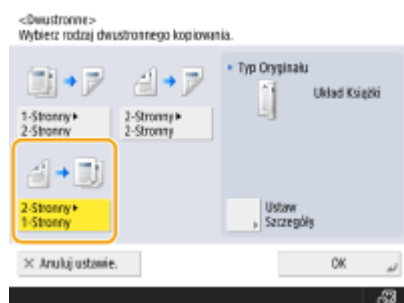 <Dwustronne>
Wybierz rodzaj dwustronnego kopiowania.
1-Stronny▸
2-Stronny
2-Stronny▸
2-Stronny
2-Stronny▸
1-Stronny
• Typ Oryginału
Układ Książki
Ustaw
Szczegóły
× Anuluj ustawie.
OK